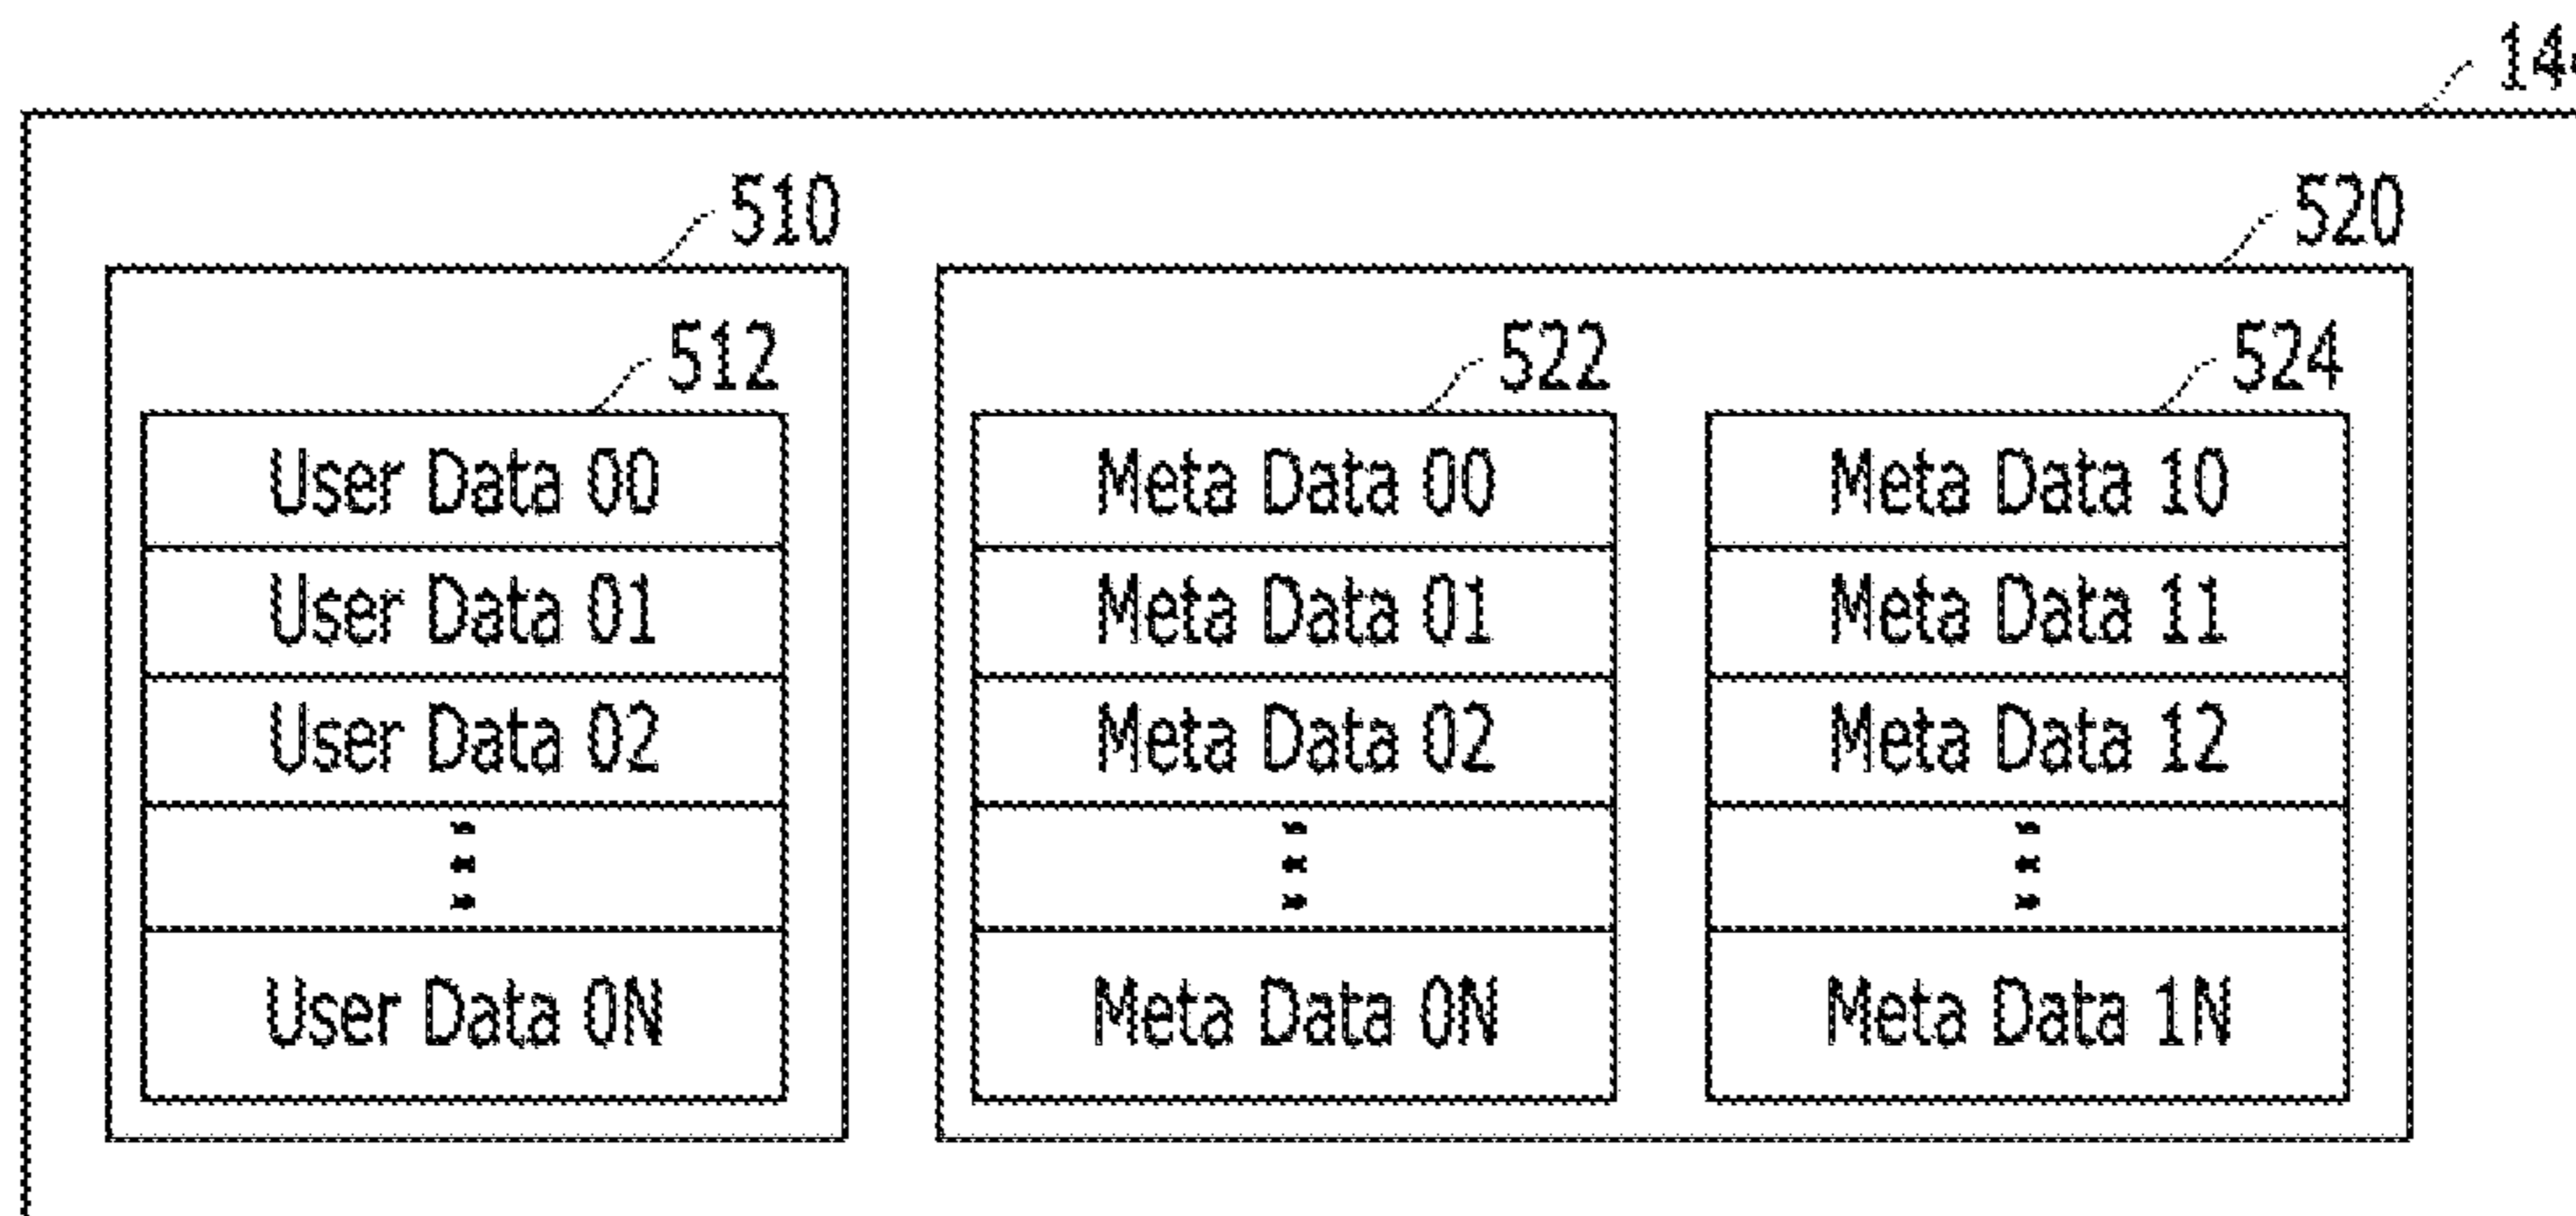 510
520
512
522
524
User Data 00
Meta Data 00
Meta Data 10
User Data 01
Meta Data 01
Meta Data 11
User Data 02
Meta Data 02
Meta Data 12
User Data 0N
Meta Data 0N
Meta Data 1N